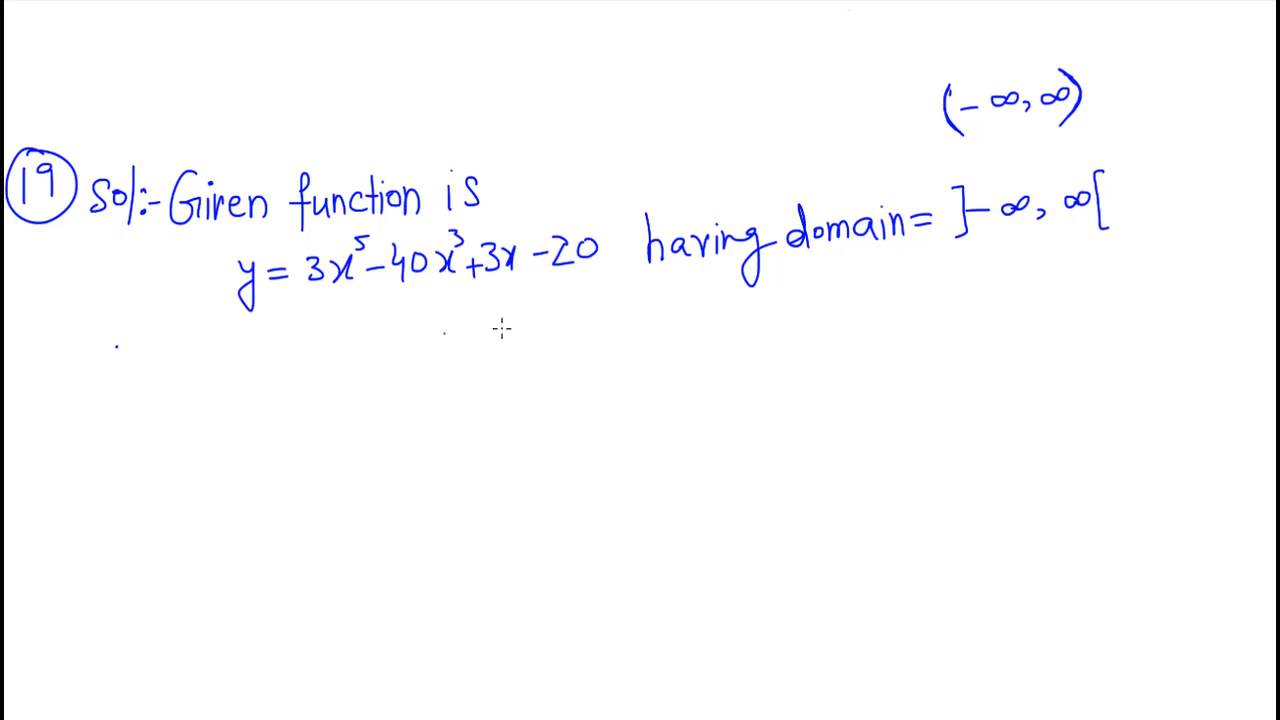 (-∞, ∞)
19 Sol:- Given function is
y = 3x⁵ - 40x³ + 3x - 20 having domain = ]-∞, ∞[